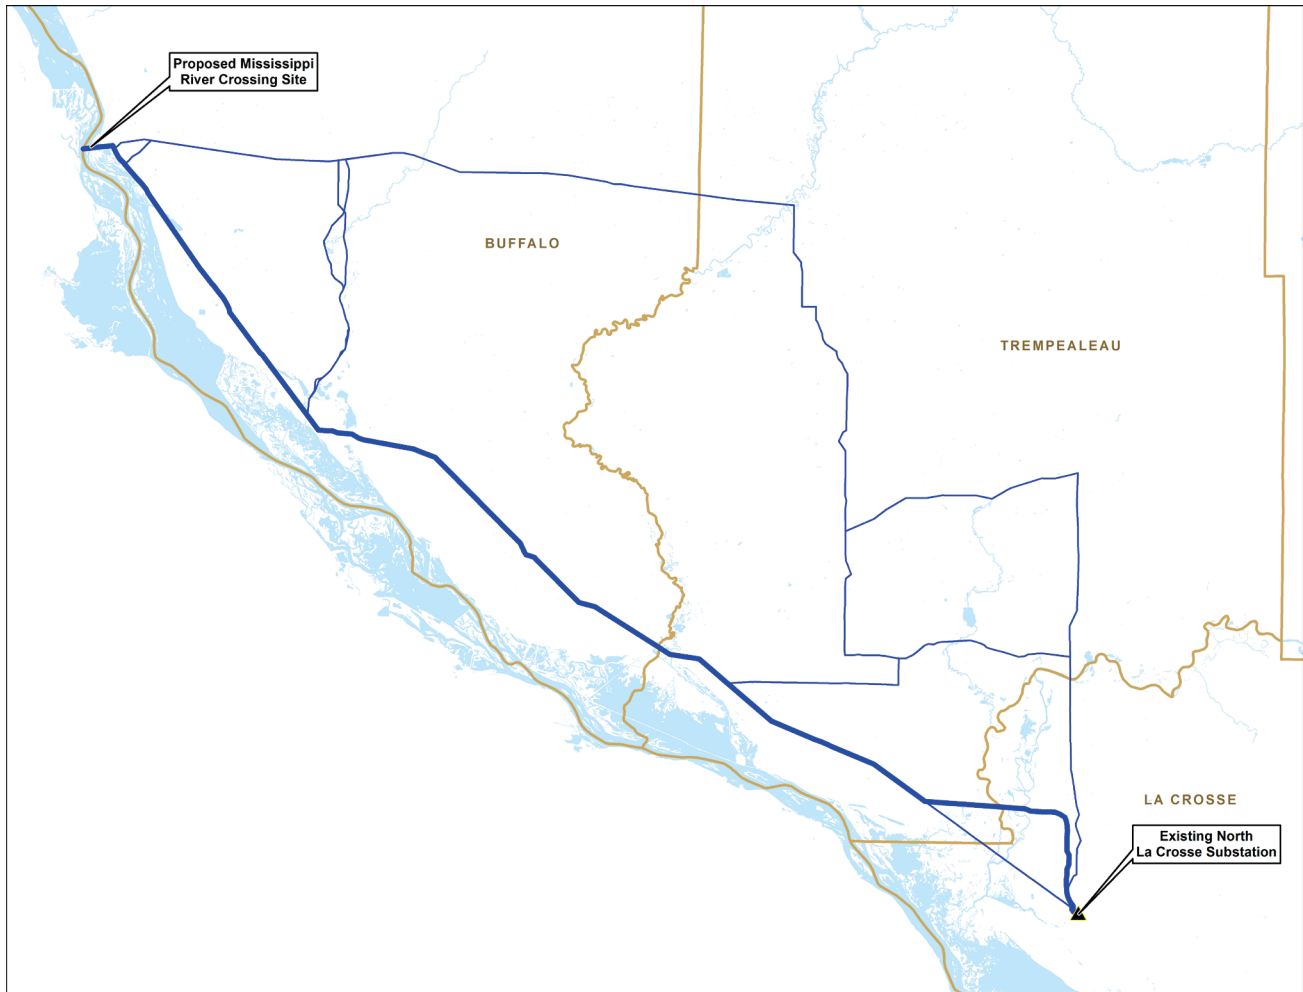 Proposed Mississippi
River Crossing Site
BUFFALO
TREMPEALEAU
LA CROSSE
Existing North
La Crosse Substation